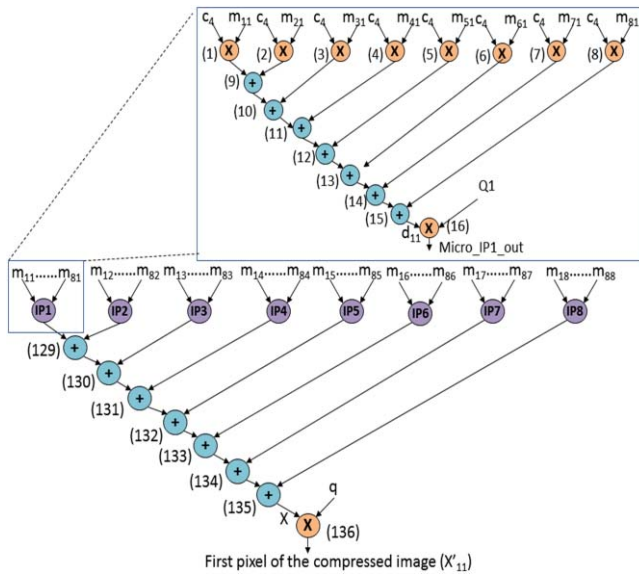 c4 m11 c4 m21 c4 m31 c4 m41 c4 m51 c4 m61 c4 m71 c4 m81
(1) X (2) X (3) X (4) X (5) X (6) X (7) X (8) X
(9) +
(10) +
(11) +
(12) +
(13) +
(14) + Q1
(15) +
d11 X (16)
Micro_IP1_out
m11......m81 m12......m82 m13......m83 m14......m84 m15......m85 m16......m86 m17......m87 m18......m88
IP1 IP2 IP3 IP4 IP5 IP6 IP7 IP8
(129) +
(130) +
(131) +
(132) +
(133) +
(134) +
(135) + q
X X (136)
First pixel of the compressed image (X'11)